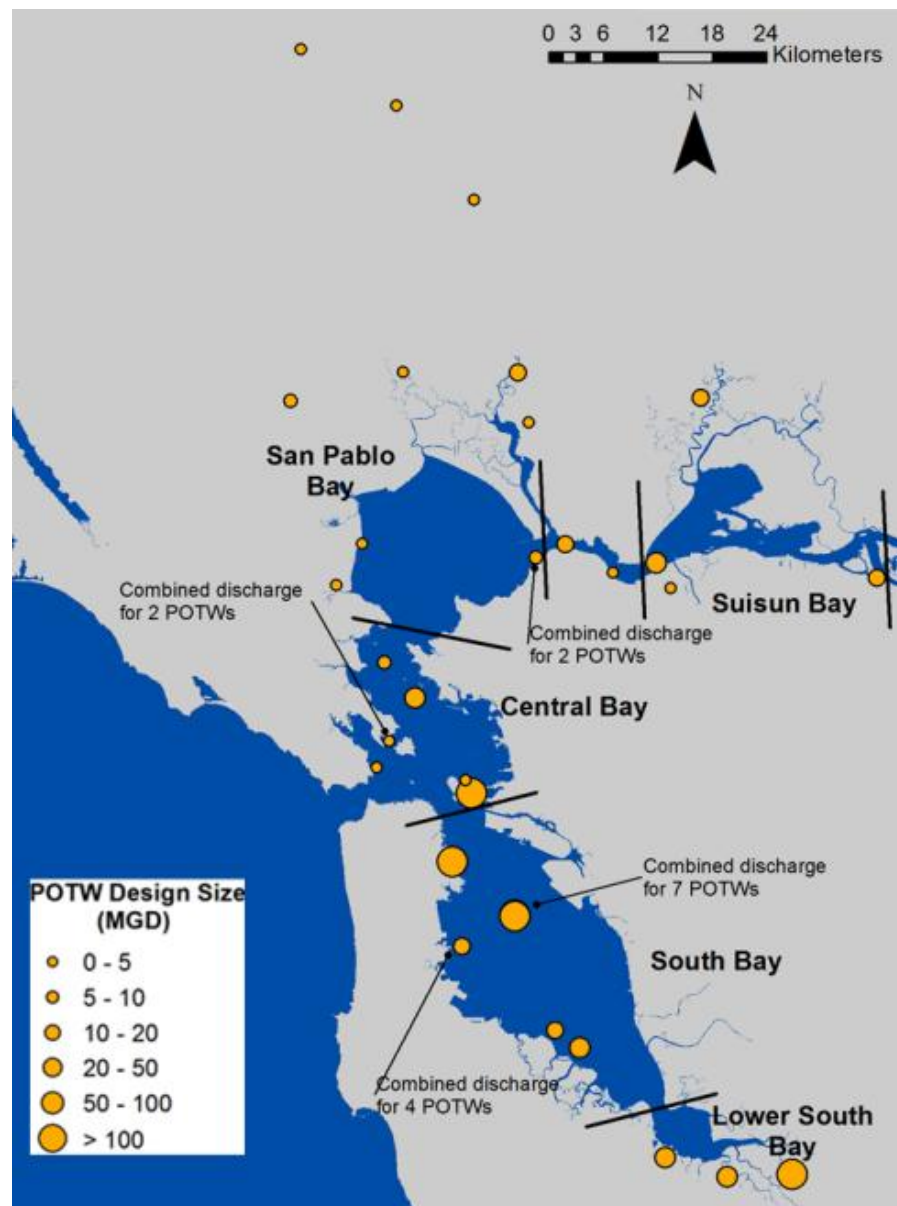 0 3 6 12 18 24
Kilometers
N
San Pablo
Bay
Combined discharge
for 2 POTWs
Suisun Bay
Combined discharge
for 2 POTWs
Central Bay
Combined discharge
for 7 POTWs
POTW Design Size
(MGD)
0 - 5
5 - 10
10 - 20
20 - 50
50 - 100
> 100
South Bay
Combined discharge
for 4 POTWs
Lower South
Bay